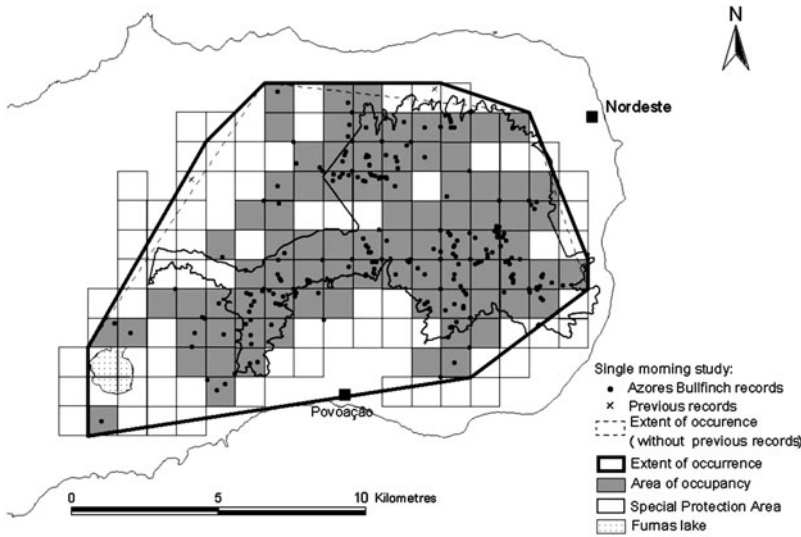 N
Nordeste
Povoação
Single morning study:
Azores Bullfinch records
Previous records
Extent of occurence
( without previous records)
Extent of occurrence
Area of occupancy
Special Protection Area
Furnas lake
0 5 10 Kilometres